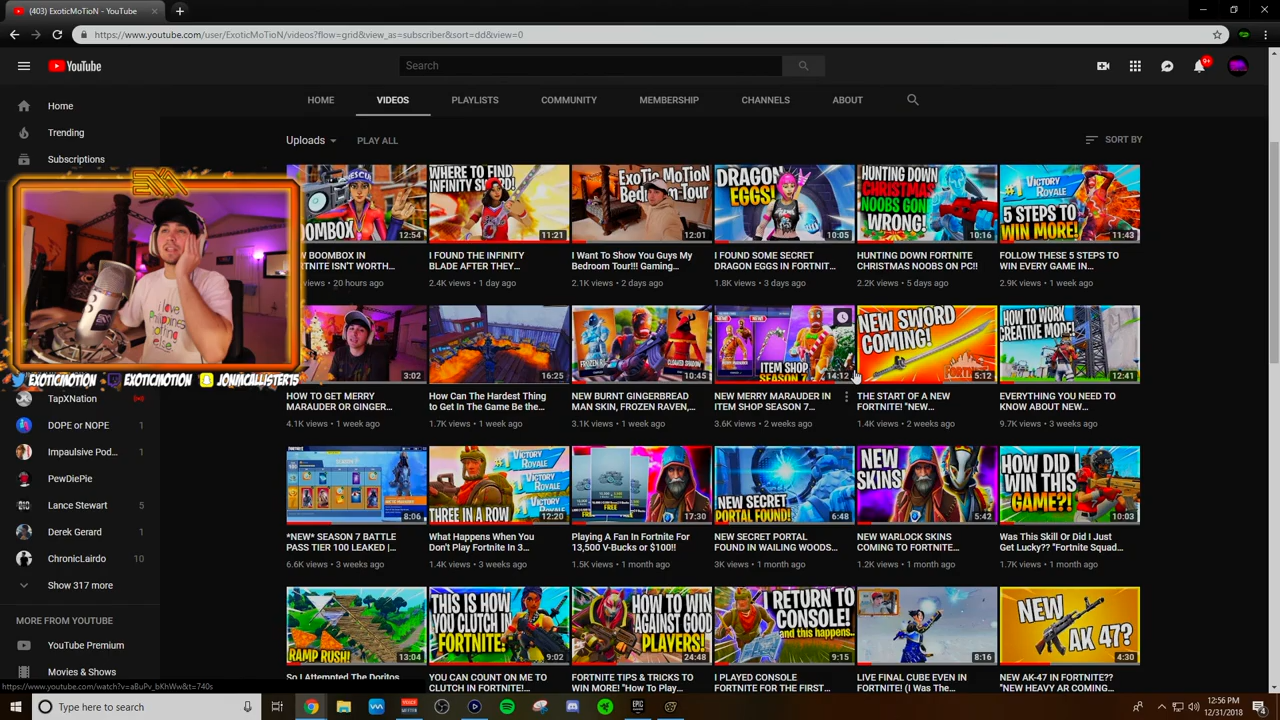 (403) ExoticMoTioN - YouTube
https://www.youtube.com/user/ExoticMoTioN/videos?flow=grid&view_as=subscriber&sort=dd&view=0
YouTube
Search
9+
HOME VIDEOS PLAYLISTS COMMUNITY MEMBERSHIP CHANNELS ABOUT
Home
Trending
Subscriptions
Uploads PLAY ALL SORT BY
12:54
WHERE TO FIND INFINITY SWORD!
11:21
ExoTic MoTioN Bedroom Tour
12:01
DRAGON EGGS!
10:05
HUNTING DOWN CHRISTMAS NOOBS GONE WRONG!
10:16
#1 VICTORY ROYALE
5 STEPS TO WIN MORE!
11:43
BOOMBOX IN
ISN'T WORTH...
views • 20 hours ago
I FOUND THE INFINITY
BLADE AFTER THEY...
2.4K views • 1 day ago
I Want To Show You Guys My
Bedroom Tour!!! Gaming...
2.1K views • 2 days ago
I FOUND SOME SECRET
DRAGON EGGS IN FORTNIT...
1.8K views • 3 days ago
HUNTING DOWN FORTNITE
CHRISTMAS NOOBS ON PC!!
2.2K views • 5 days ago
FOLLOW THESE 5 STEPS TO
WIN EVERY GAME IN...
2.9K views • 1 week ago
EXOTICMOTION EXOTICMOTION JONMCALLISTER15
3:02
16:25
10:45
NEW!
ITEM SHOP
SEASON 7
14:12
NEW SWORD COMING!
5:12
HOW TO WORK CREATIVE MODE!
12:41
HOW TO GET MERRY
MARAUDER OR GINGER...
4.1K views • 1 week ago
How Can The Hardest Thing
to Get In The Game Be the...
1.7K views • 1 week ago
NEW BURNT GINGERBREAD
MAN SKIN, FROZEN RAVEN,...
3.1K views • 1 week ago
NEW MERRY MARAUDER IN
ITEM SHOP SEASON 7...
3.6K views • 2 weeks ago
THE START OF A NEW
FORTNITE! "NEW...
1.4K views • 2 weeks ago
EVERYTHING YOU NEED TO
KNOW ABOUT NEW...
9.7K views • 3 weeks ago
TapXNation
DOPE or NOPE 1
Impaulsive Pod... 1
PewDiePie
Lance Stewart 5
Derek Gerard 1
ChronicLairdo 10
Show 317 more
8:06
VICTORY ROYALE
THREE IN A ROW
12:20
17:30
NEW SECRET PORTAL FOUND!
6:48
NEW SKINS
5:42
HOW DID I WIN THIS GAME?!
10:03
*NEW* SEASON 7 BATTLE
PASS TIER 100 LEAKED |...
6.6K views • 3 weeks ago
What Happens When You
Don't Play Fortnite In 3...
1.4K views • 3 weeks ago
Playing A Fan In Fortnite For
13,500 V-Bucks or $100!!
1.5K views • 1 month ago
NEW SECRET PORTAL
FOUND IN WAILING WOODS...
3K views • 1 month ago
NEW WARLOCK SKINS
COMING TO FORTNITE...
1.2K views • 1 month ago
Was This Skill Or Did I Just
Get Lucky?? "Fortnite Squad...
1.7K views • 1 month ago
MORE FROM YOUTUBE
YouTube Premium
Movies & Shows
RAMP RUSH!
13:04
THIS IS HOW YOU CLUTCH IN FORTNITE!
9:02
HOW TO WIN AGAINST GOOD PLAYERS!
24:48
I RETURN TO CONSOLE!
and this happens..
9:15
8:16
NEW AK 47?
4:30
So I Attempted The Doritos
YOU CAN COUNT ON ME TO
CLUTCH IN FORTNITE!
FORTNITE TIPS & TRICKS TO
WIN MORE! "How To Play...
I PLAYED CONSOLE
FORTNITE FOR THE FIRST...
LIVE FINAL CUBE EVENT IN
FORTNITE! (I Was The...
NEW AK-47 IN FORTNITE??
"NEW HEAVY AR COMING...
Type here to search
12:56 PM
12/31/2018
4